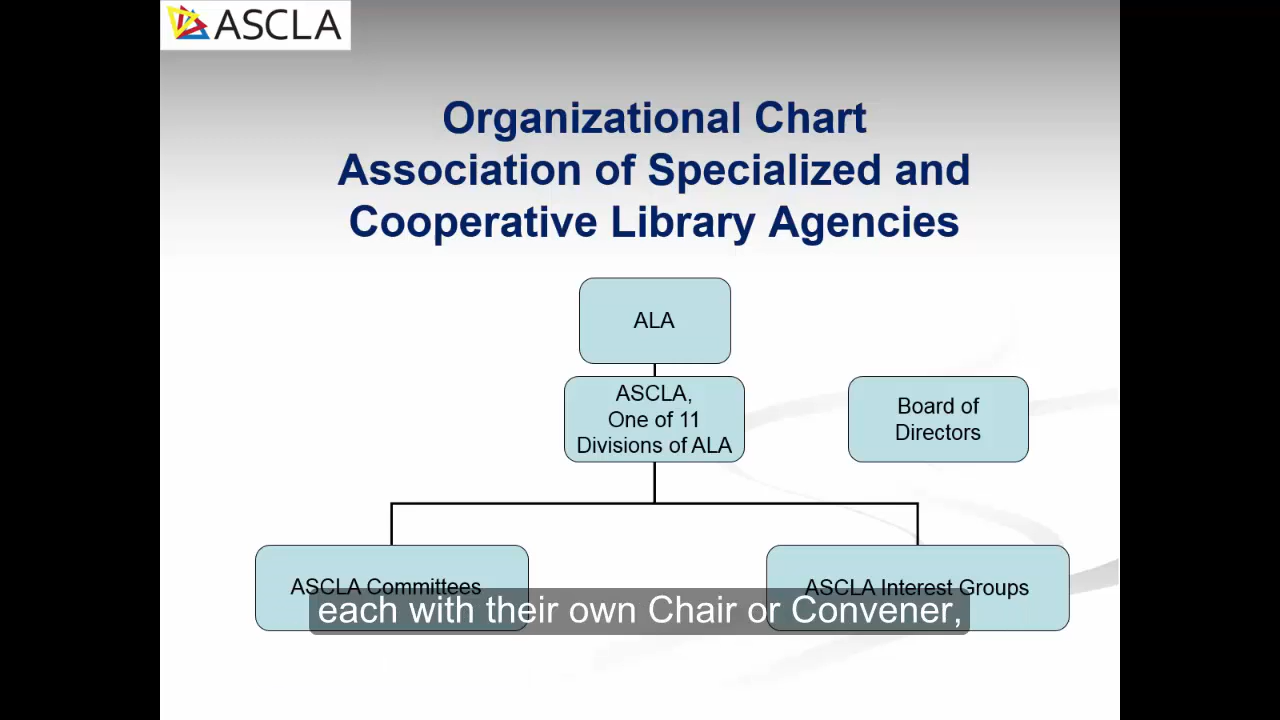 ASCLA
Organizational Chart
Association of Specialized and
Cooperative Library Agencies
ALA
ASCLA,
One of 11
Divisions of ALA
Board of
Directors
ASCLA Committees
ASCLA Interest Groups
each with their own Chair or Convener,